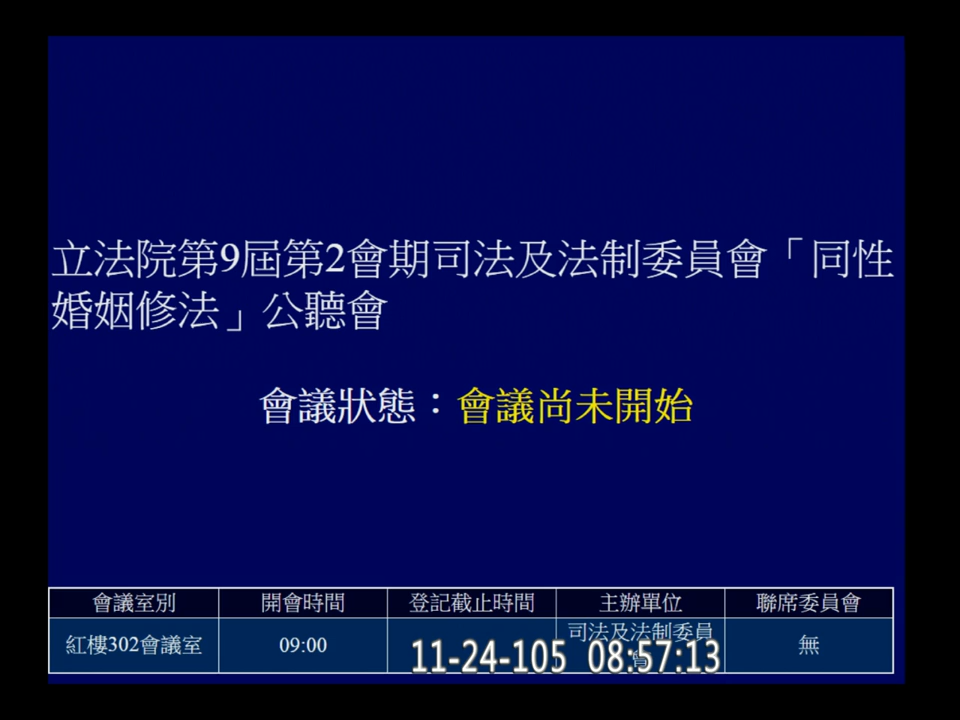 立法院第9屆第2會期司法及法制委員會「同性
婚姻修法」公聽會
會議狀態：會議尚未開始
會議室別 開會時間 登記截止時間 主辦單位 聯席委員會
紅樓302會議室 09:00 司法及法制委員會 無
11-24-105 08:57:13